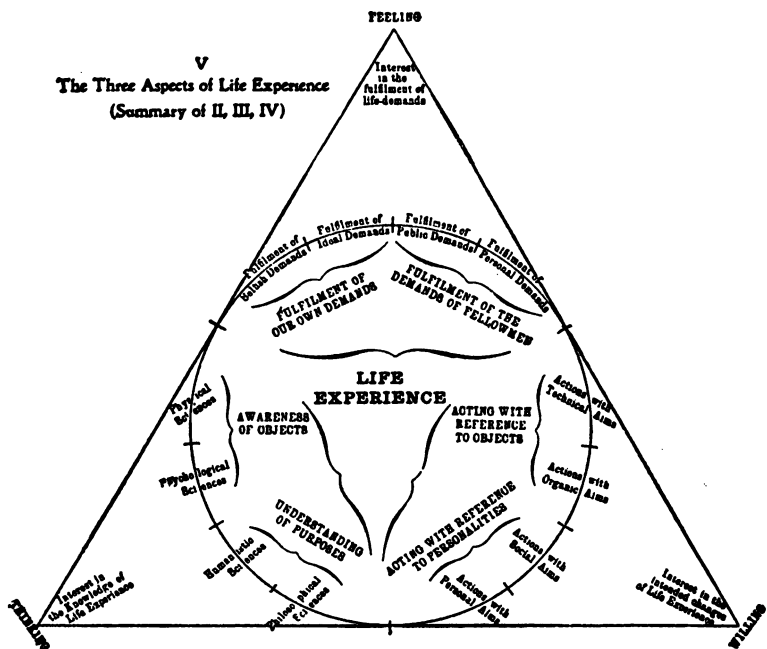 FEELING
V
The Three Aspects of Life Experience
(Summary of II, III, IV)
Interest
in the
fulfilment of
life-demands
Fulfilment of
Selfish Demands
Fulfilment of
Ideal Demands
Fulfilment of
Public Demands
Fulfilment of
Personal Demands
FULFILMENT OF
OUR OWN DEMANDS
FULFILMENT OF THE
DEMANDS OF FELLOWMEN
LIFE
EXPERIENCE
Physical
Sciences
AWARENESS
OF OBJECTS
ACTING WITH
REFERENCE
TO OBJECTS
Actions with
Technical Aims
Psychological
Sciences
Actions with
Organic Aims
UNDERSTANDING
OF PURPOSES
ACTING WITH REFERENCE
TO PERSONALITIES
Humanistic
Sciences
Actions with
Social Aims
Philosophical
Sciences
Actions with
Personal Aims
Interest in
the Knowledge of
Life Experience
Interest in the
intended changes
of Life Experience
THINKING
WILLING